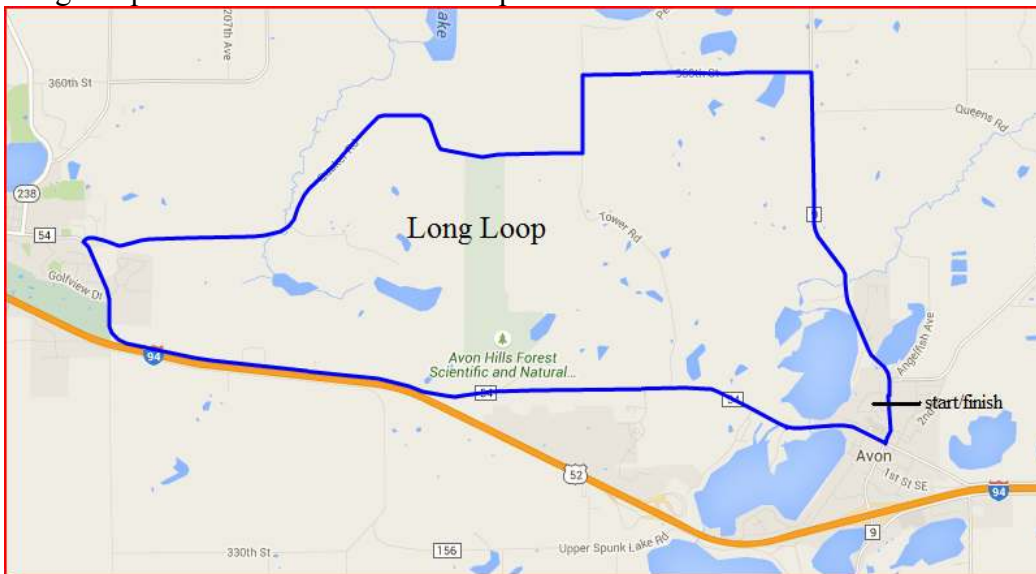 207th Ave
360th St
360th St
Queens Rd
238
54
Long Loop
Tower Rd
9
Golfview Dr
Angelfish Ave
94
Avon Hills Forest
Scientific and Natural...
54
54
start/finish
2nd
Avon
52
1st St SE
94
9
330th St
156
Upper Spunk Lake Rd